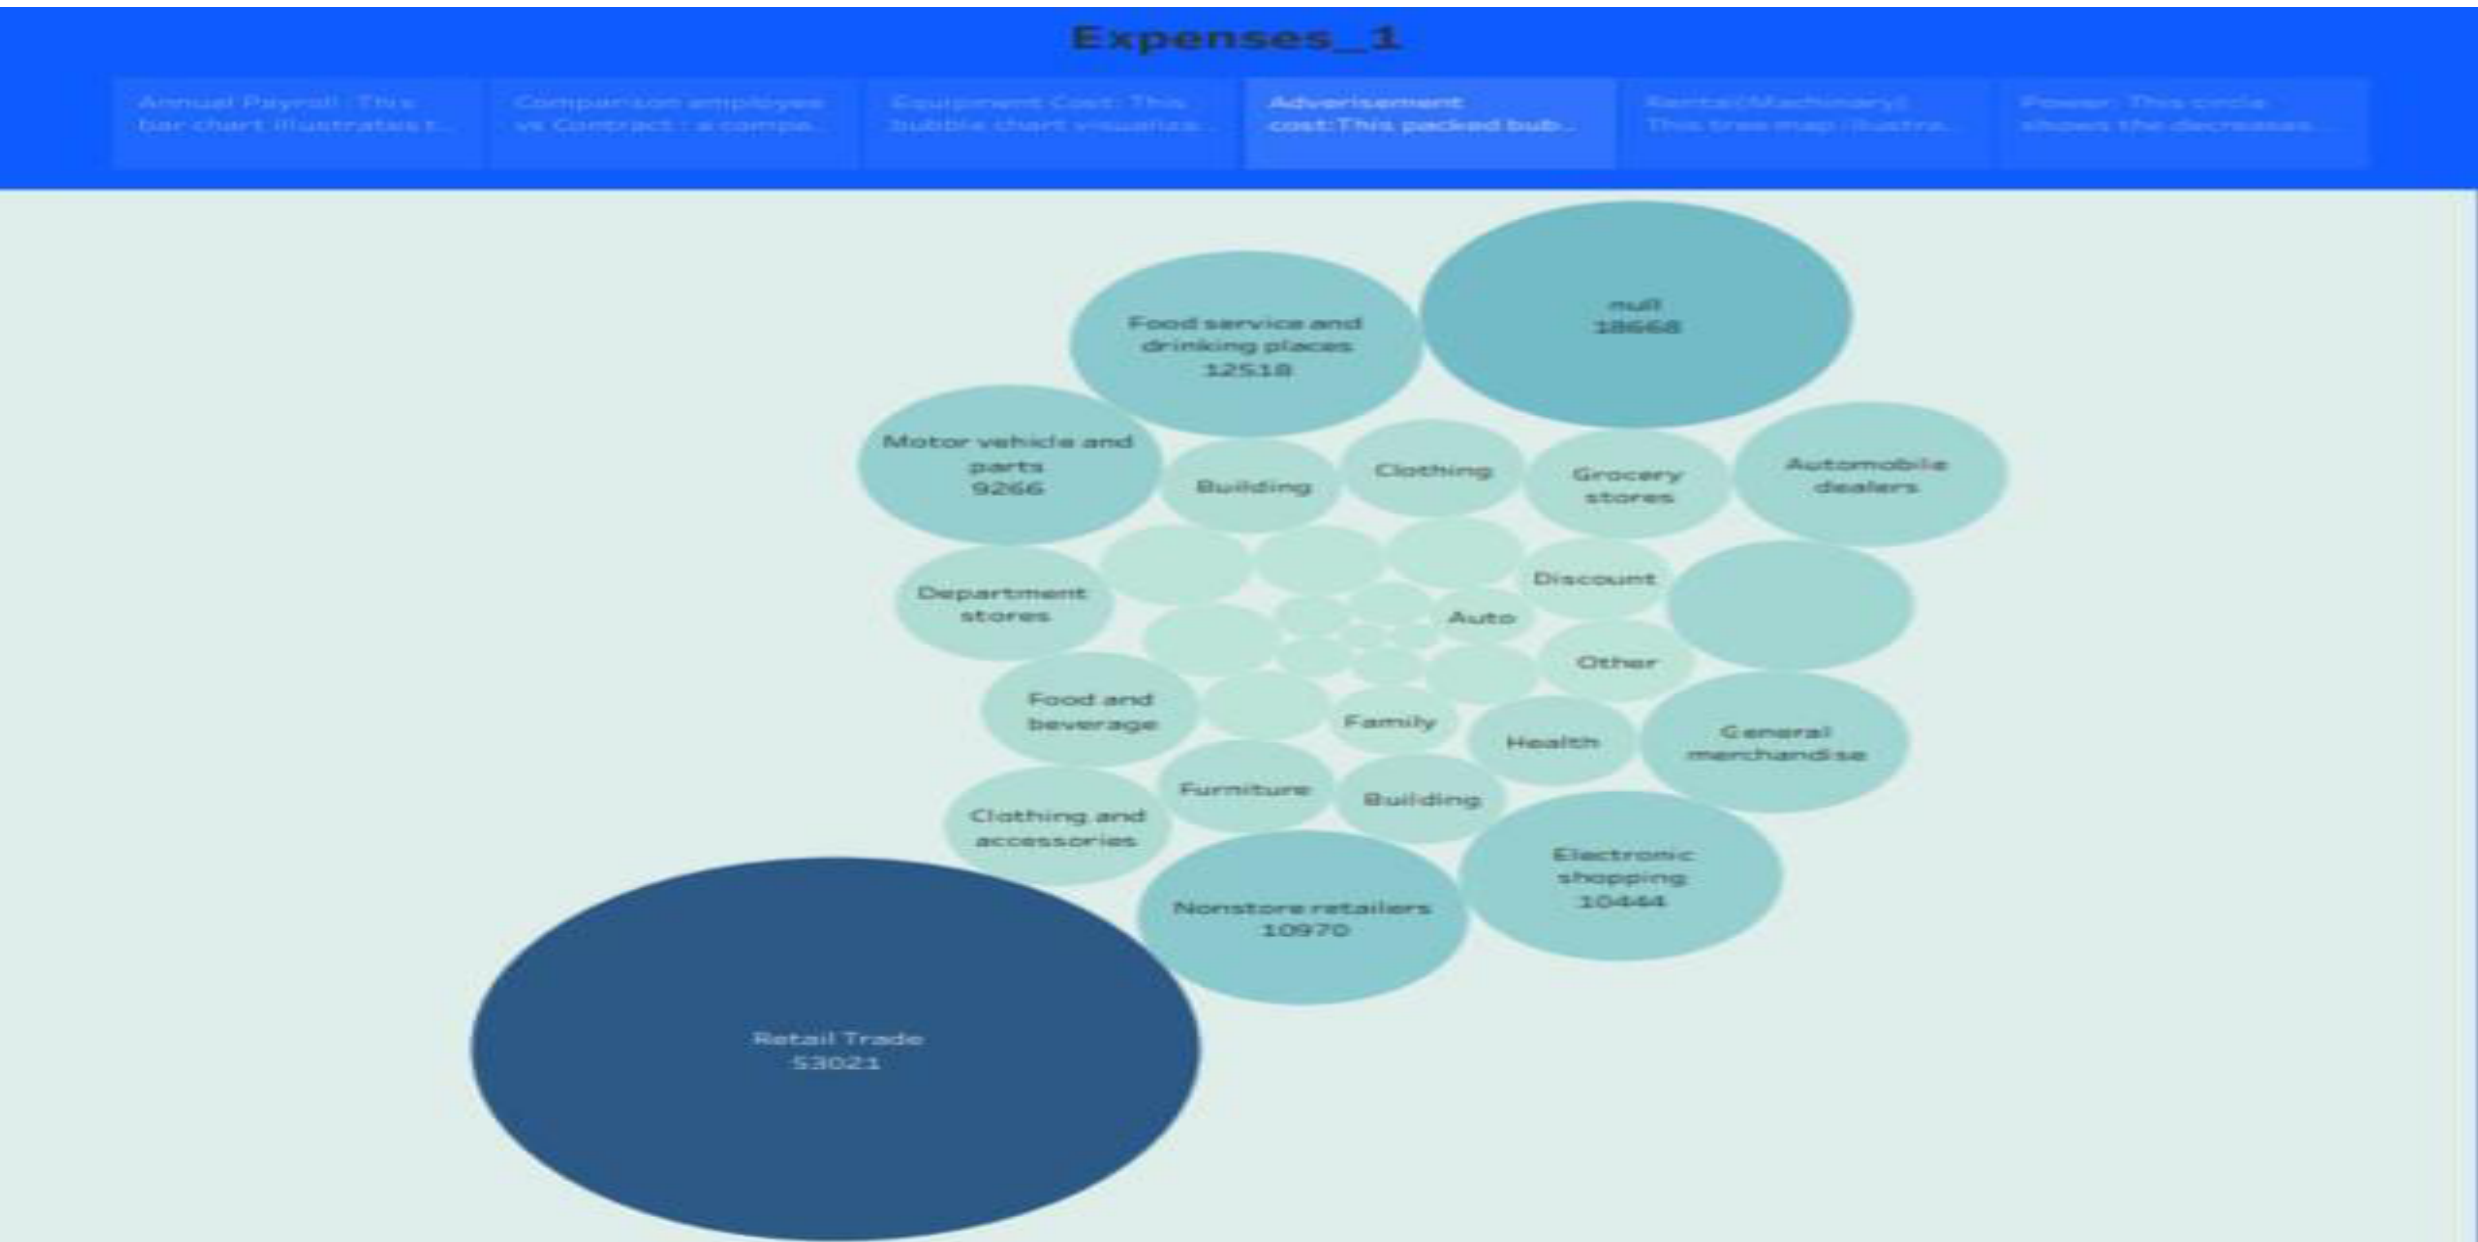 Expenses_1
Annual Payroll :This
bar chart illustrates t...
Comparison employee
vs Contract : a compa...
Equipment Cost: This
bubble chart visualizes...
Adverisement
cost:This packed bub...
Rental(Machinary):
This tree map illustra...
Power: This circle
shows the decreases ...
null
18668
Food service and
drinking places
12518
Motor vehicle and
parts
9266
Building
Clothing
Grocery
stores
Automobile
dealers
Department
stores
Discount
Auto
Other
Food and
beverage
Family
Health
General
merchandise
Furniture
Building
Clothing and
accessories
Electronic
shopping
10444
Nonstore retailers
10970
Retail Trade
53021